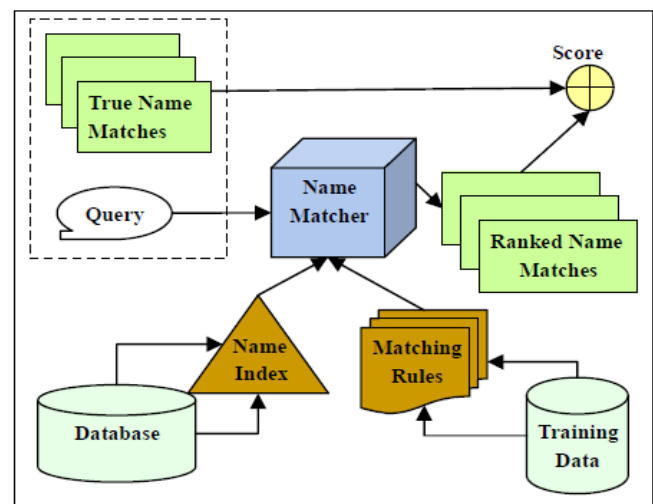 Score
True Name
Matches
Name
Matcher
Query
Ranked Name
Matches
Name
Index
Matching
Rules
Database
Training
Data